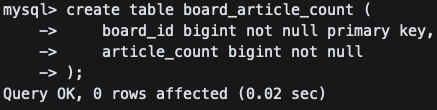 mysql> create table board_article_count (
    ->     board_id bigint not null primary key,
    ->     article_count bigint not null
    -> );
Query OK, 0 rows affected (0.02 sec)